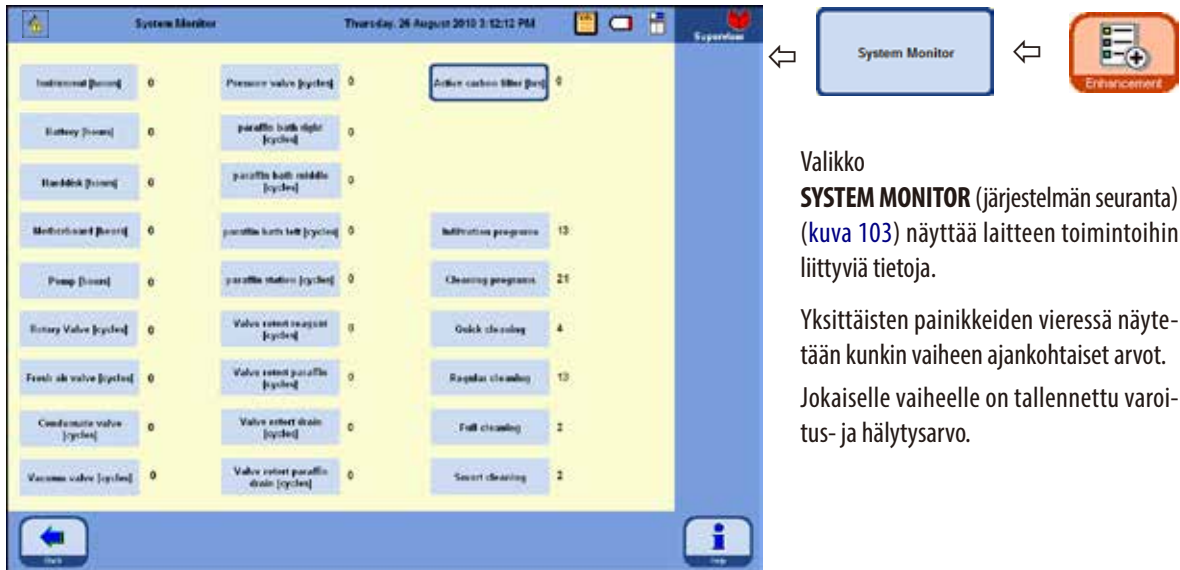 System Monitor
Thursday, 26 August 2010 3:12:12 PM
Supervisor
Instrument [hours] 0
Battery [hours] 0
Harddisk [hours] 0
Motherboard [hours] 0
Pump [hours] 0
Rotary Valve [cycles] 0
Fresh air valve [cycles] 0
Condensate valve
[cycles] 0
Vacuum valve [cycles] 0
Pressure valve [cycles] 0
paraffin bath right
[cycles] 0
paraffin bath middle
[cycles] 0
paraffin bath left [cycles] 0
paraffin station [cycles] 0
Valve retort reagent
[cycles] 0
Valve retort paraffin
[cycles] 0
Valve retort drain
[cycles] 0
Valve retort paraffin
drain [cycles] 0
Active carbon filter [hrs] 0
Infiltration programs 13
Cleaning programs 21
Quick cleaning 4
Regular cleaning 13
Full cleaning 2
Smart cleaning 2
Back
Help
System Monitor
Enhancement
Valikko
SYSTEM MONITOR (järjestelmän seuranta)
(kuva 103) näyttää laitteen toimintoihin
liittyviä tietoja.
Yksittäisten painikkeiden vieressä näyte-
tään kunkin vaiheen ajankohtaiset arvot.
Jokaiselle vaiheelle on tallennettu varoi-
tus- ja hälytysarvo.